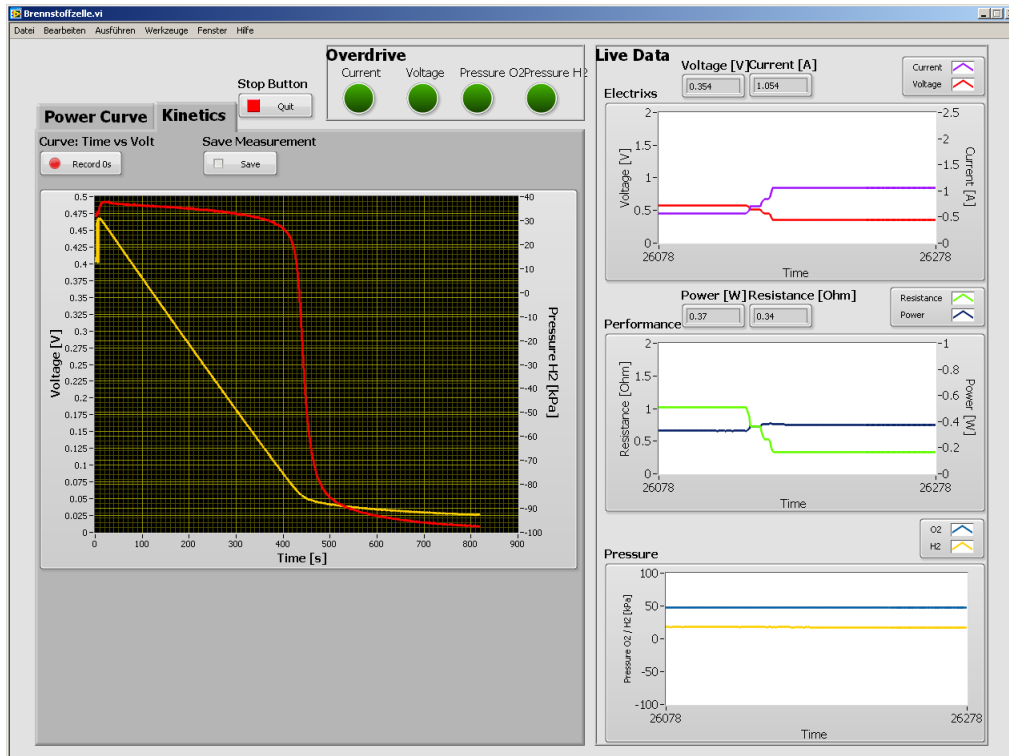 Brennstoffzelle.vi
Datei Bearbeiten Ausführen Werkzeuge Fenster Hilfe
Stop Button
Quit
Overdrive
Current Voltage Pressure O2 Pressure H2
Power Curve Kinetics
Curve: Time vs Volt Save Measurement
Record 0s Save
0.5
0.475
0.45
0.425
0.4
0.375
0.35
0.325
0.3
0.275
0.25
0.225
0.2
0.175
0.15
0.125
0.1
0.075
0.05
0.025
0
Voltage [V]
40
30
20
10
0
-10
-20
-30
-40
-50
-60
-70
-80
-90
-100
Pressure H2 [kPa]
0 100 200 300 400 500 600 700 800 900
Time [s]
Live Data
Voltage [V] Current [A]
0.354 1.054
Current
Voltage
Electrixs
2
1.5
1
0.5
0
Voltage [V]
2.5
2
1.5
1
0.5
0
Current [A]
26078 26278
Time
Power [W] Resistance [Ohm]
0.37 0.34
Resistance
Power
Performance
2
1.5
1
0.5
0
Resistance [Ohm]
1
0.8
0.6
0.4
0.2
0
Power [W]
26078 26278
Time
O2
H2
Pressure
100
50
0
-50
-100
Pressure O2 / H2 [kPa]
26078 26278
Time